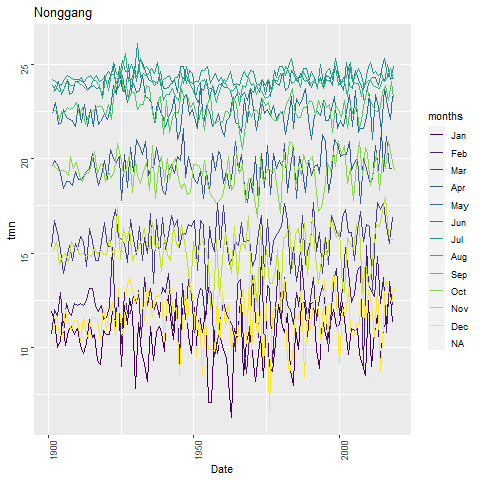 Nonggang
25
20
15
10
tmn
1900
1950
2000
Date
months
Jan
Feb
Mar
Apr
May
Jun
Jul
Aug
Sep
Oct
Nov
Dec
NA